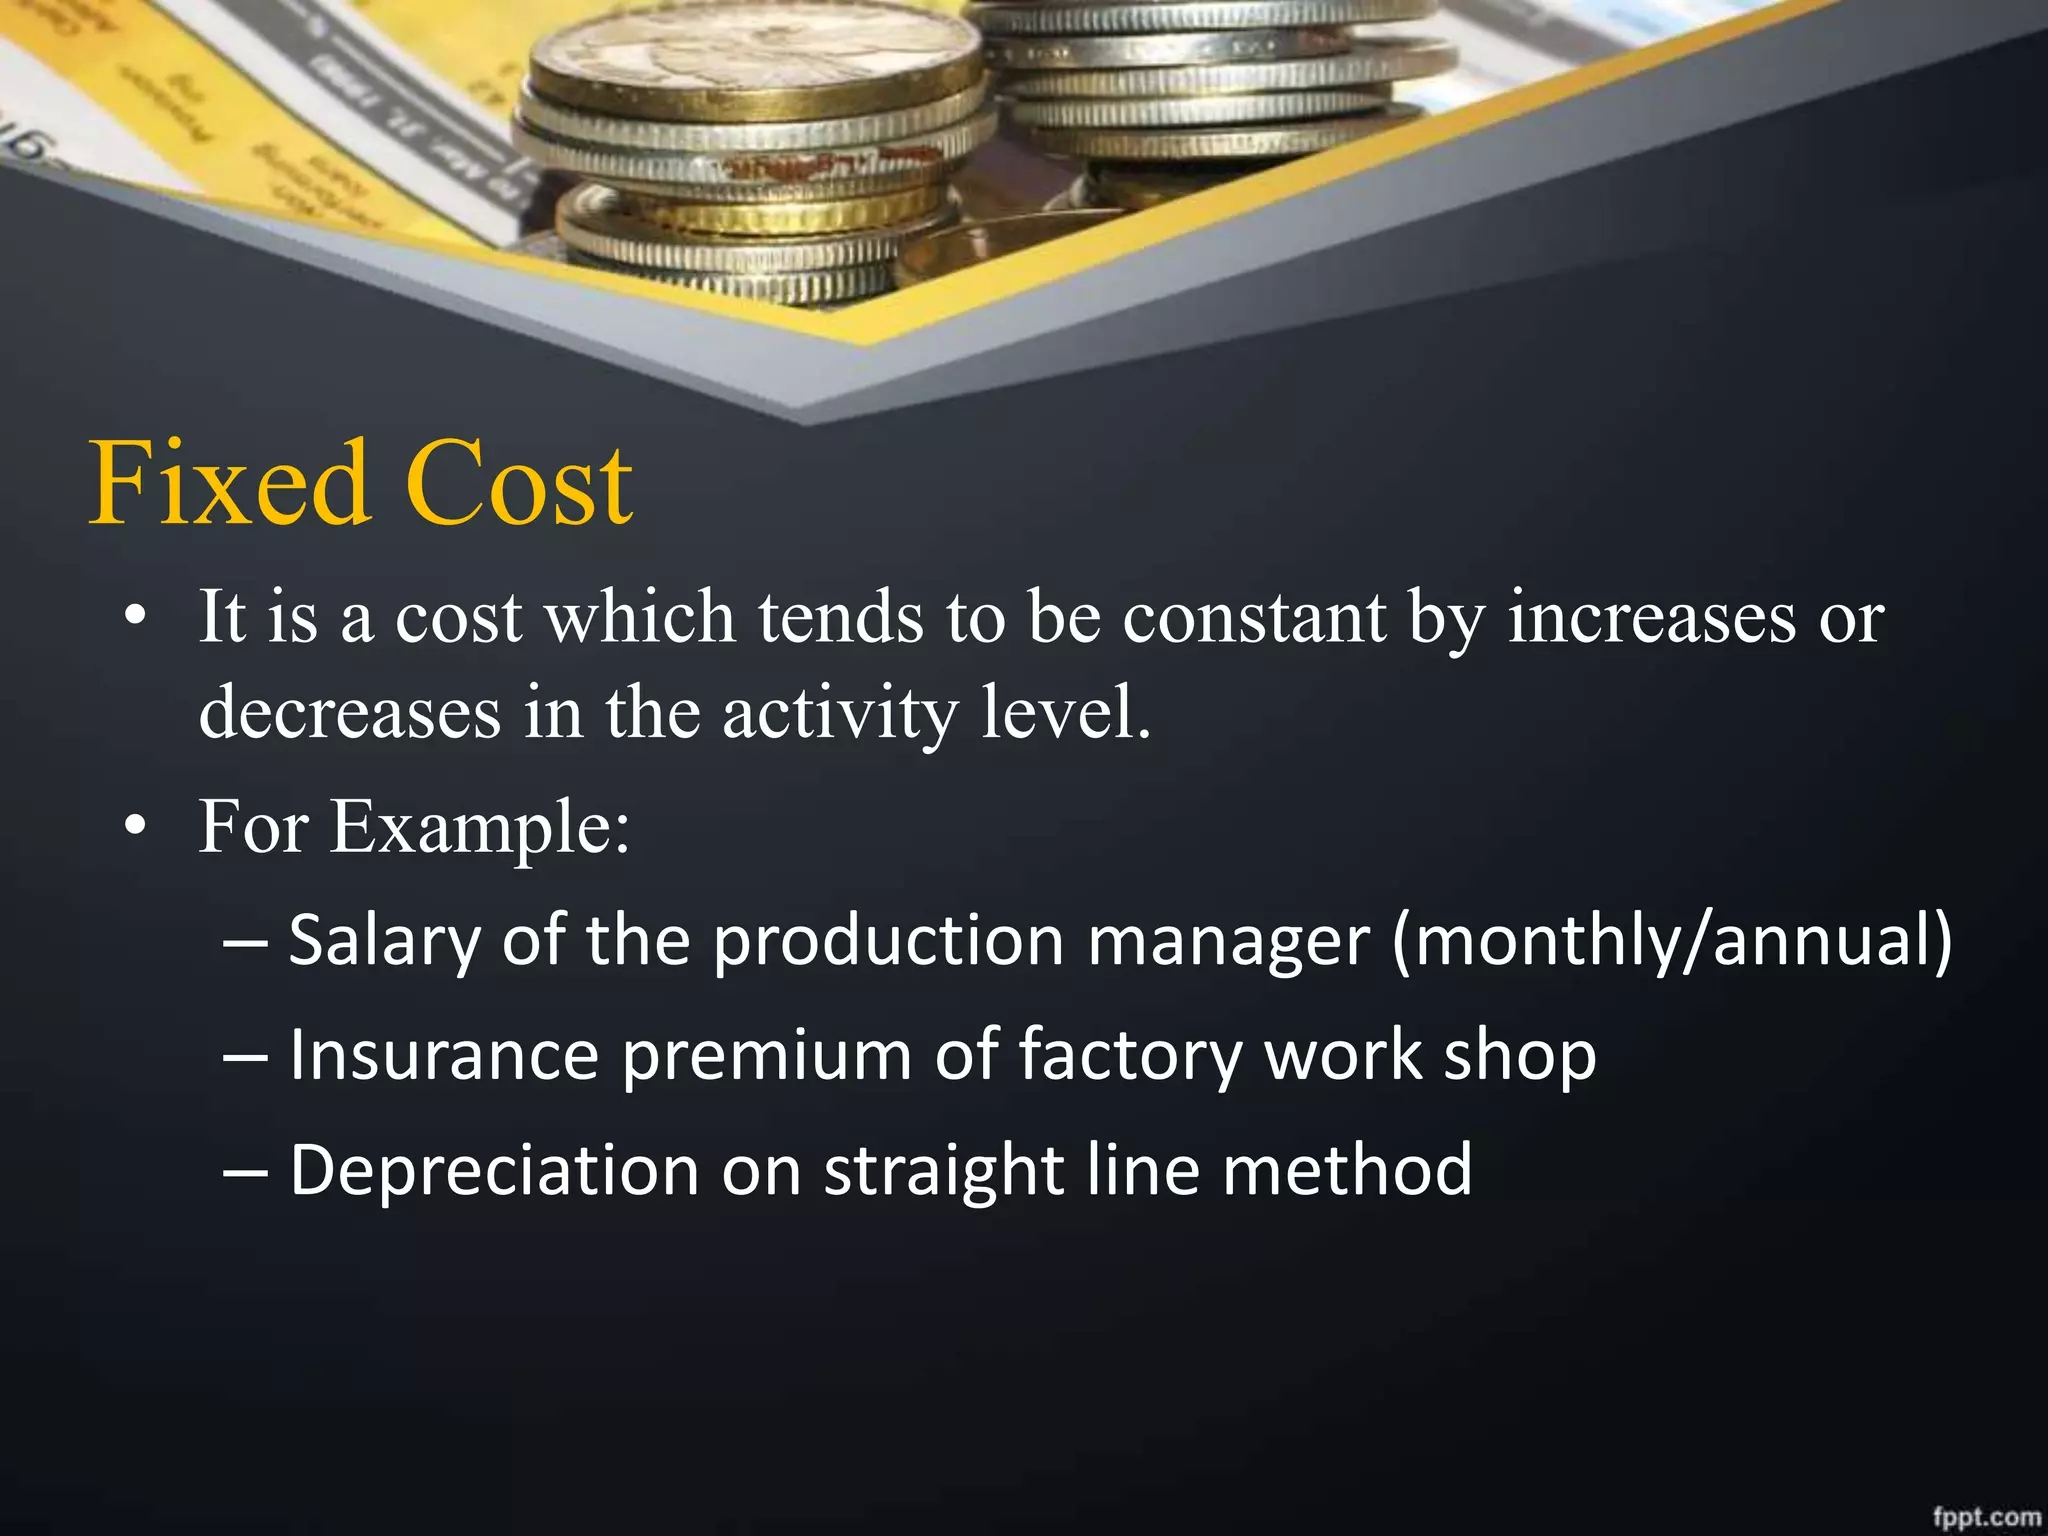 Fixed Cost
• It is a cost which tends to be constant by increases or
decreases in the activity level.
• For Example:
– Salary of the production manager (monthly/annual)
– Insurance premium of factory work shop
– Depreciation on straight line method
fppt.com